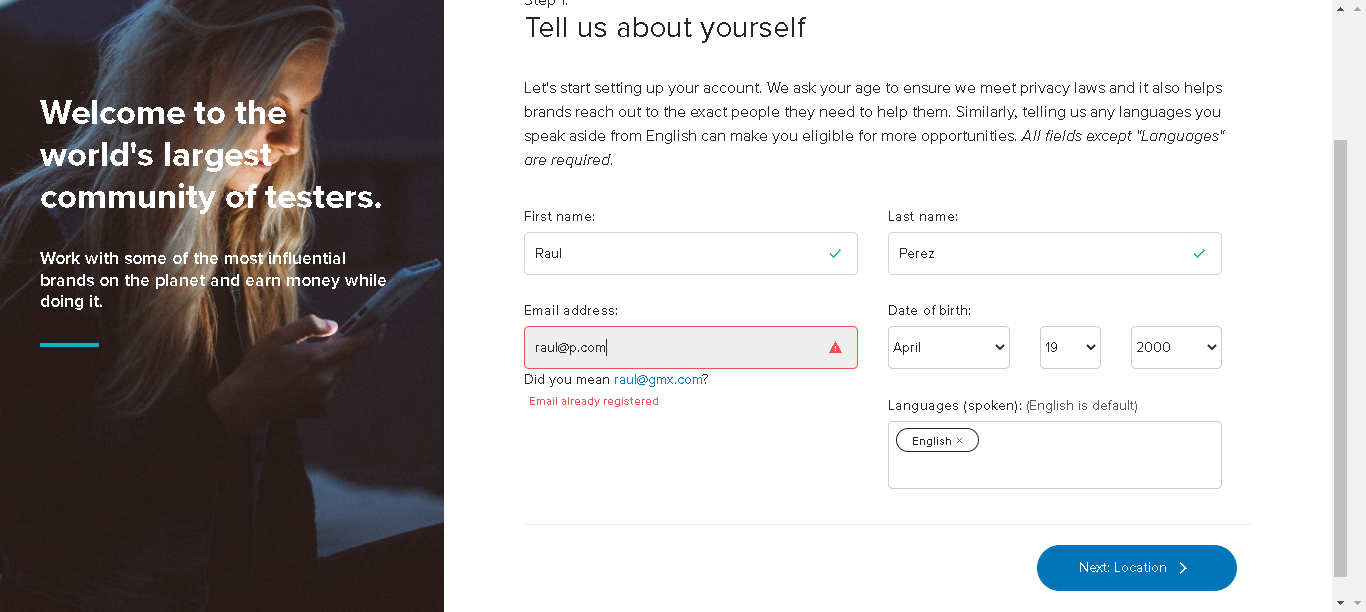 Welcome to the
world's largest
community of testers.
Work with some of the most influential
brands on the planet and earn money while
doing it.
Step 1:
Tell us about yourself
Let's start setting up your account. We ask your age to ensure we meet privacy laws and it also helps
brands reach out to the exact people they need to help them. Similarly, telling us any languages you
speak aside from English can make you eligible for more opportunities. All fields except "Languages"
are required.
First name:
Last name:
Raul
Perez
Email address:
Date of birth:
raul@p.com
April
19
2000
Did you mean raul@gmx.com?
Email already registered
Languages (spoken): (English is default)
English ×
Next: Location